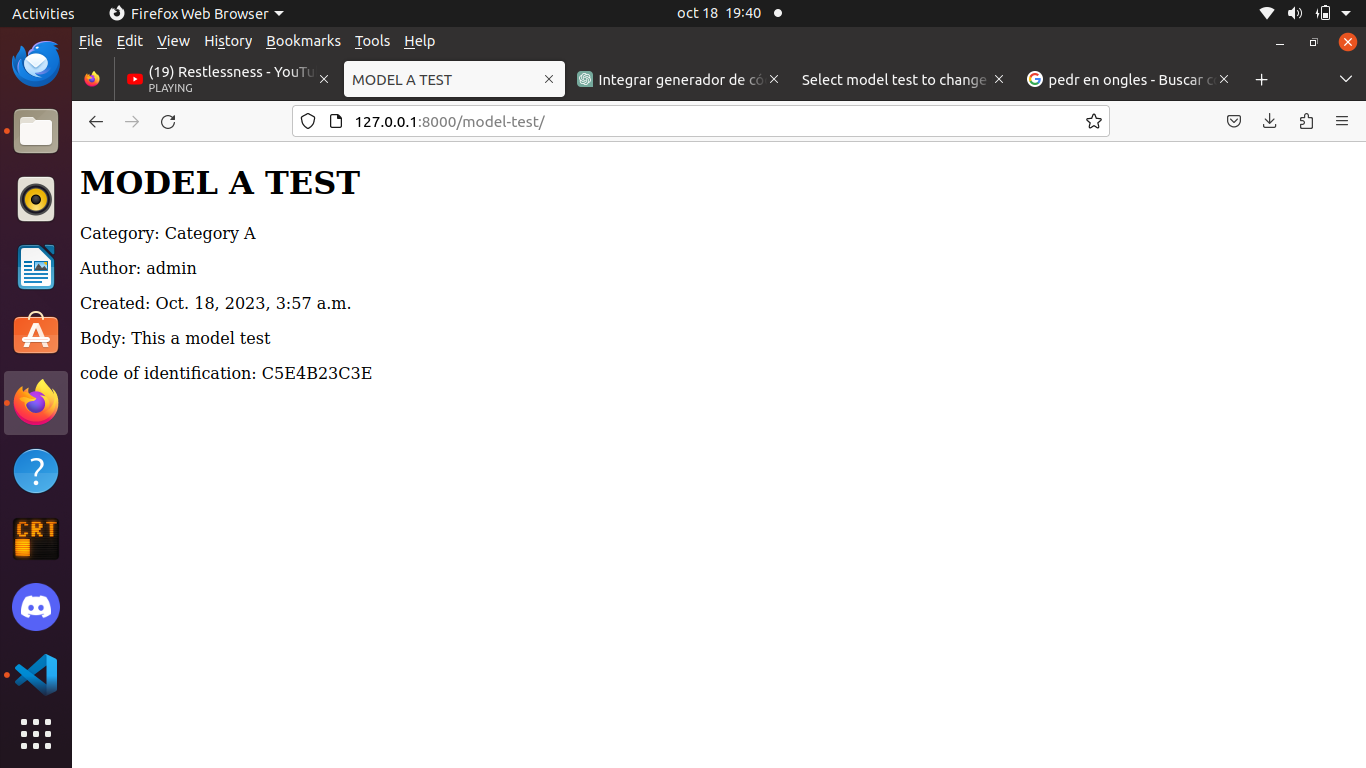 Activities Firefox Web Browser oct 18 19:40
File Edit View History Bookmarks Tools Help
(19) Restlessness - YouTu
PLAYING
MODEL A TEST
Integrar generador de có
Select model test to change
pedr en ongles - Buscar c
127.0.0.1:8000/model-test/
MODEL A TEST
Category: Category A
Author: admin
Created: Oct. 18, 2023, 3:57 a.m.
Body: This a model test
code of identification: C5E4B23C3E
CRT